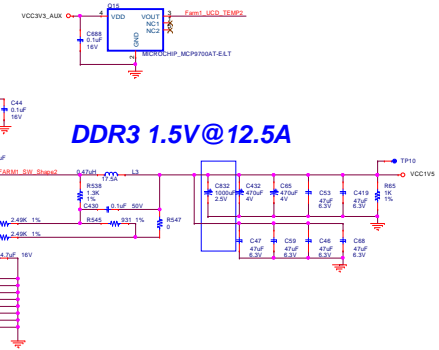 Q15
VCC3V3_AUX
4
VDD
VOUT
3
Farm1_UCD_TEMP2
NC1
NC2
GND
2
C688
0.1uF
16V
MICROCHIP_MCP9700AT-E/LT
C44
0.1uF
16V
DDR3 1.5V@12.5A
uF
FARM1_SW_Shape2
0.47uH
L3
17.5A
TP10
VCC1V5
R538
1.3K
1%
C430
0.1uF 50V
2.49K 1%
R545
931 1%
R547
0
2.49K 1%
C832
1000uF
2.5V
C432
470uF
4V
C65
470uF
4V
C53
47uF
6.3V
C419
47uF
6.3V
R65
1K
1%
C47
47uF
6.3V
C59
47uF
6.3V
C46
47uF
6.3V
C68
47uF
6.3V
4.7uF 16V